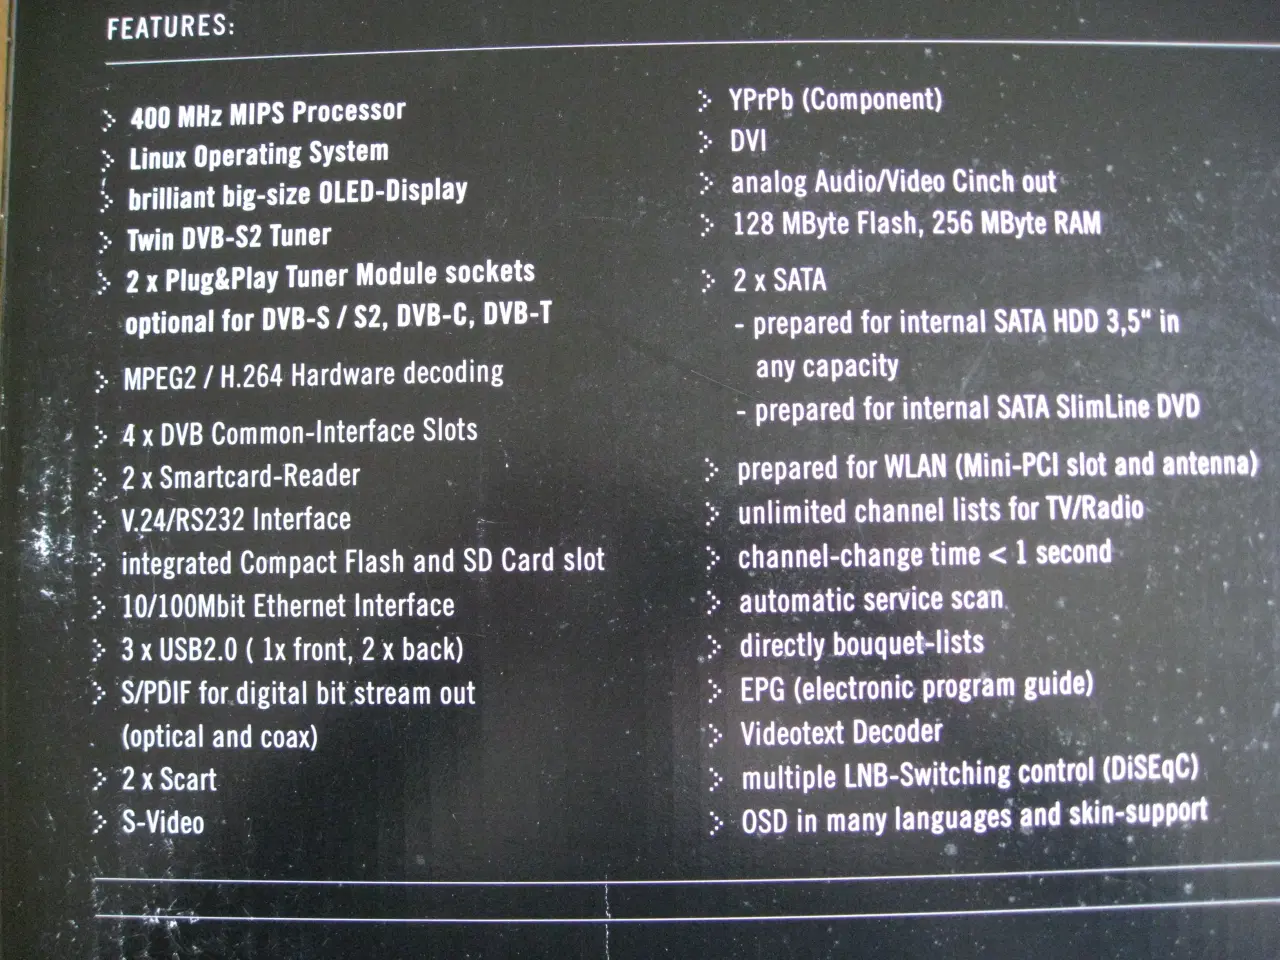 FEATURES:
400 MHz MIPS Processor
Linux Operating System
brilliant big-size OLED-Display
Twin DVB-S2 Tuner
2 x Plug&Play Tuner Module sockets
optional for DVB-S / S2, DVB-C, DVB-T
MPEG2 / H.264 Hardware decoding
4 x DVB Common-Interface Slots
2 x Smartcard-Reader
V.24/RS232 Interface
integrated Compact Flash and SD Card slot
10/100Mbit Ethernet Interface
3 x USB2.0 ( 1x front, 2 x back)
S/PDIF for digital bit stream out
(optical and coax)
2 x Scart
S-Video
YPrPb (Component)
DVI
analog Audio/Video Cinch out
128 MByte Flash, 256 MByte RAM
2 x SATA
- prepared for internal SATA HDD 3,5“ in
any capacity
- prepared for internal SATA SlimLine DVD
prepared for WLAN (Mini-PCI slot and antenna)
unlimited channel lists for TV/Radio
channel-change time < 1 second
automatic service scan
directly bouquet-lists
EPG (electronic program guide)
Videotext Decoder
multiple LNB-Switching control (DiSEqC)
OSD in many languages and skin-support